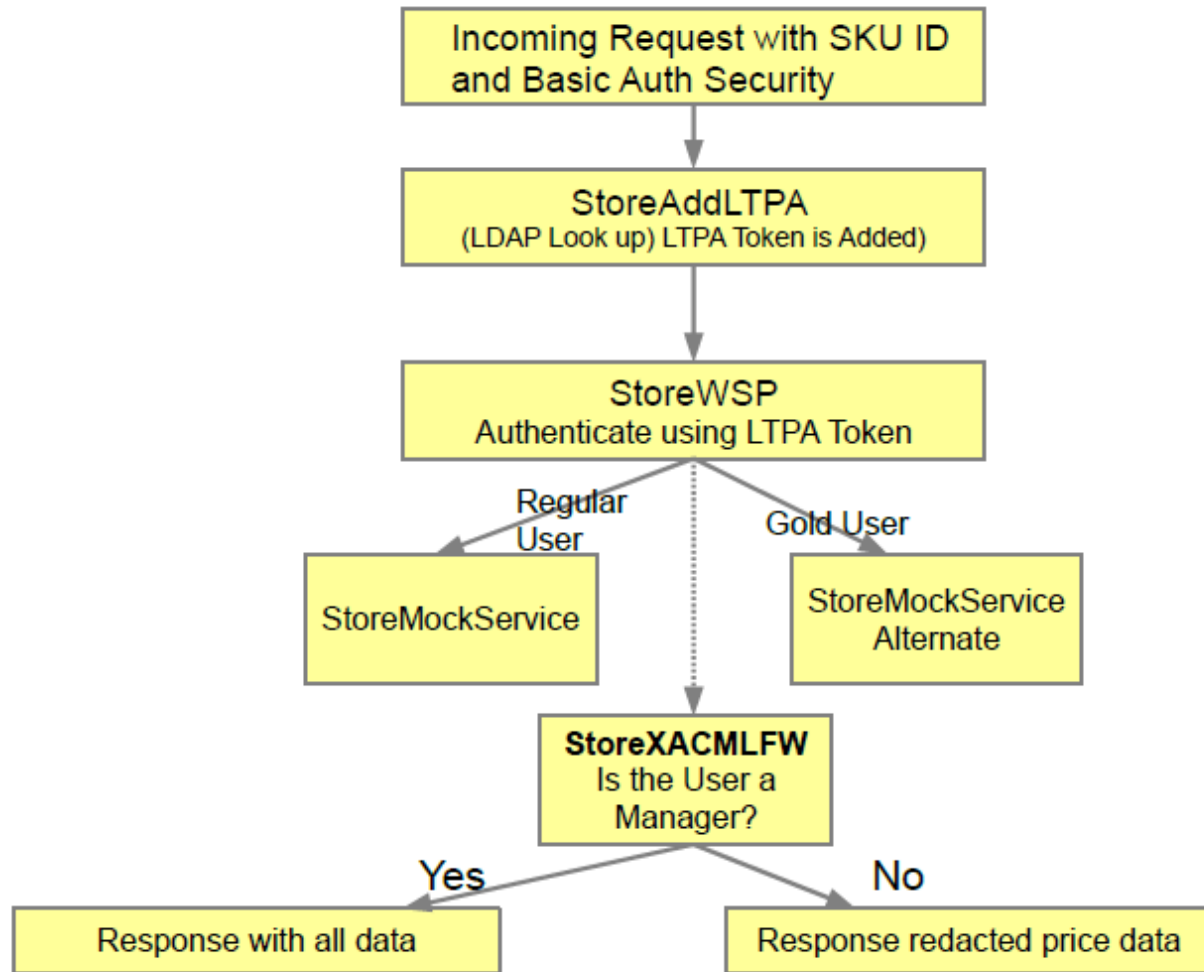 Incoming Request with SKU ID
and Basic Auth Security
StoreAddLTPA
(LDAP Look up) LTPA Token is Added)
StoreWSP
Authenticate using LTPA Token
Regular
User
Gold User
StoreMockService
StoreMockService
Alternate
StoreXACMLFW
Is the User a
Manager?
Yes
No
Response with all data
Response redacted price data